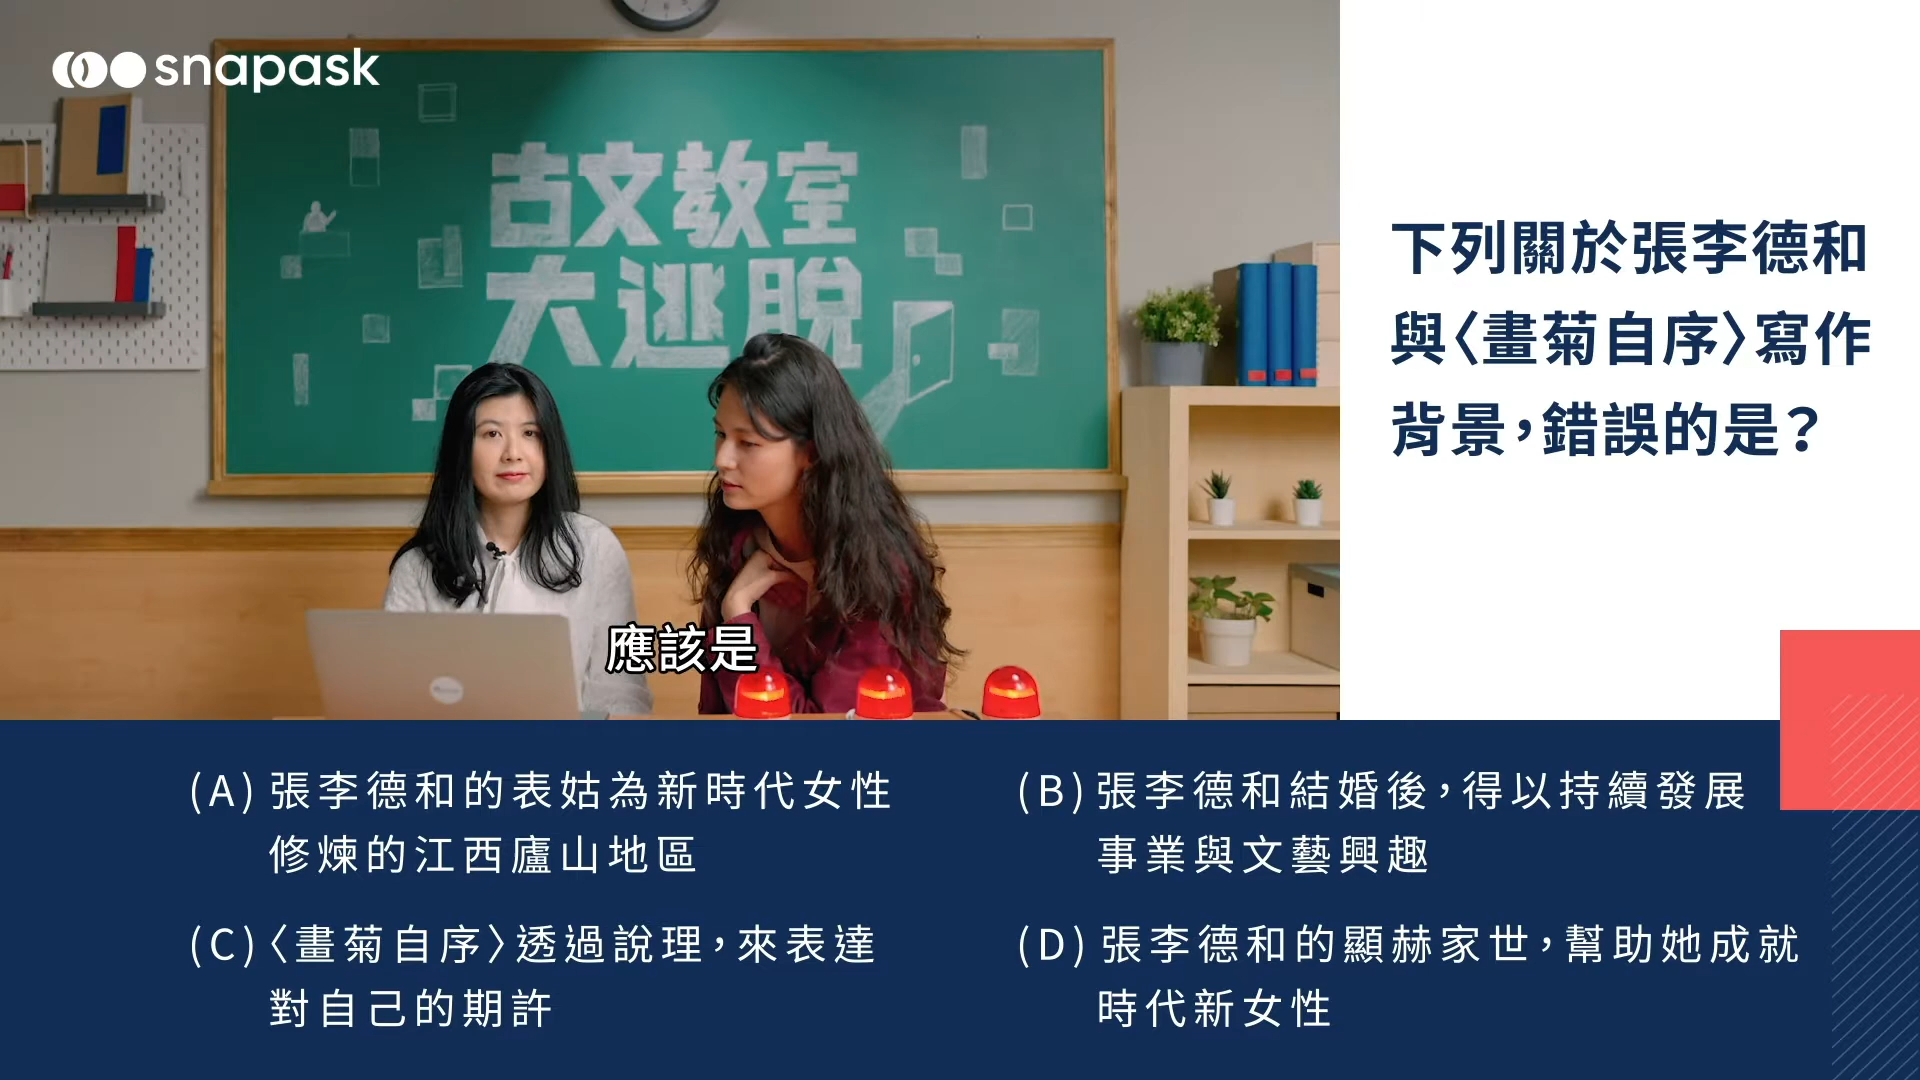 snapask
古文教室
大逃脫
下列關於張李德和
與〈畫菊自序〉寫作
背景,錯誤的是?
應該是
(A) 張李德和的表姑為新時代女性
修煉的江西廬山地區
(B) 張李德和結婚後,得以持續發展
事業與文藝興趣
(C)〈畫菊自序〉透過說理,來表達
對自己的期許
(D) 張李德和的顯赫家世,幫助她成就
時代新女性